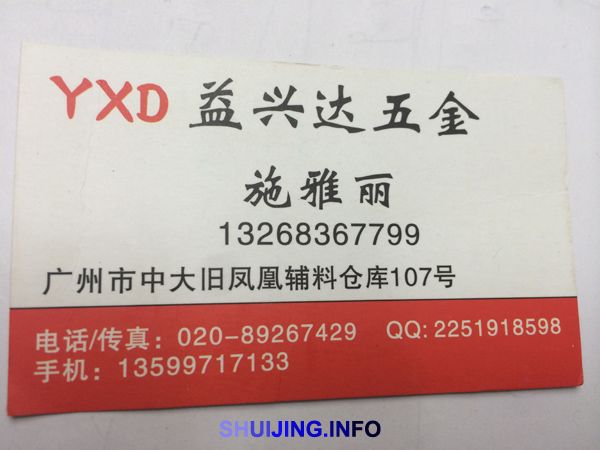 YXD 益兴达五金
施雅丽
13268367799
广州市中大旧凤凰辅料仓库107号
电话/传真：020-89267429 QQ: 2251918598
手机：13599717133
SHUIJING.INFO